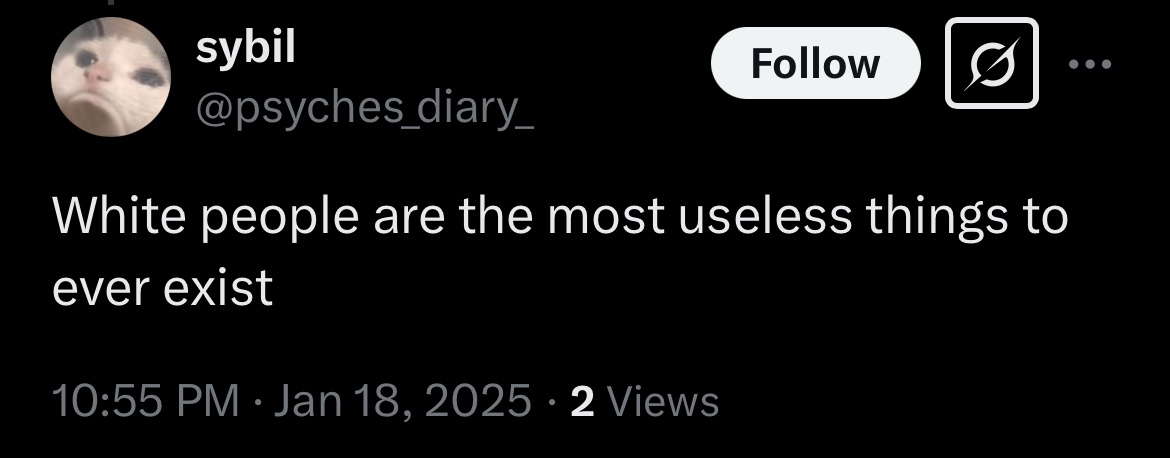 sybil
Follow
@psyches_diary_
White people are the most useless things to
ever exist
10:55 PM · Jan 18, 2025 · 2 Views